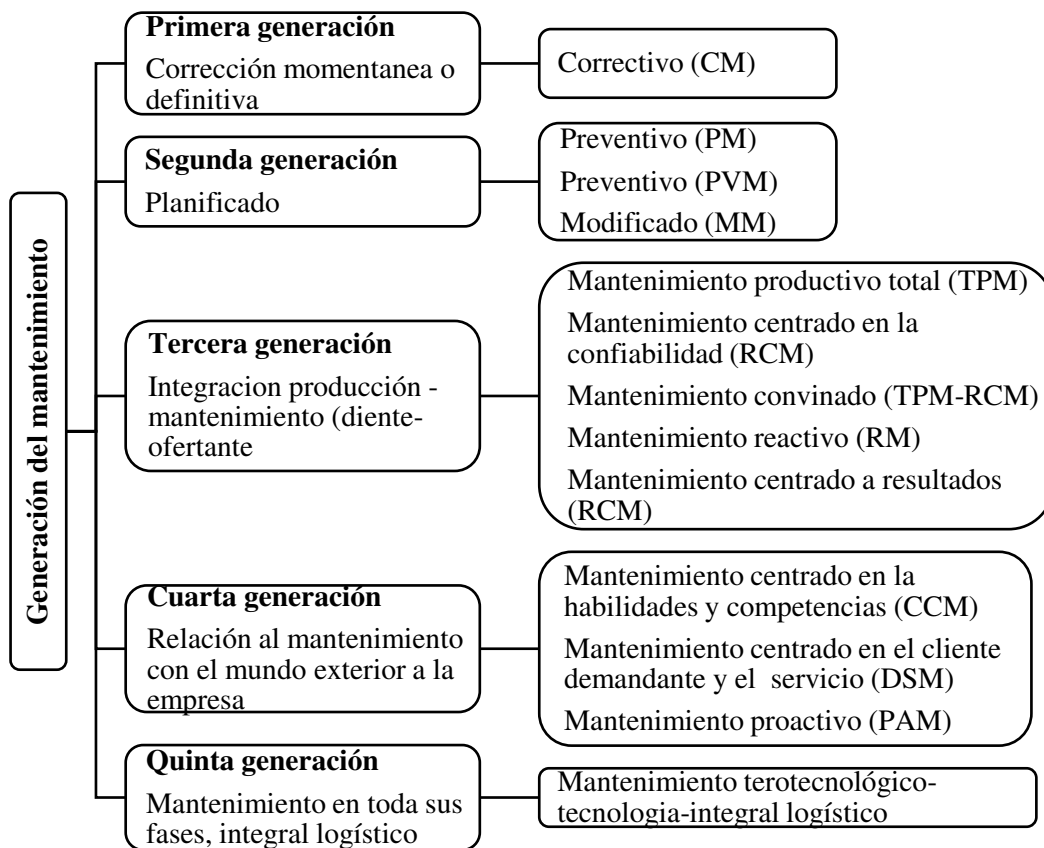 Generación del mantenimiento
Primera generación
Corrección momentanea o
definitiva
Correctivo (CM)
Segunda generación
Planificado
Preventivo (PM)
Preventivo (PVM)
Modificado (MM)
Tercera generación
Integracion producción -
mantenimiento (diente-
ofertante
Mantenimiento productivo total (TPM)
Mantenimiento centrado en la
confiabilidad (RCM)
Mantenimiento convinado (TPM-RCM)
Mantenimiento reactivo (RM)
Mantenimiento centrado a resultados
(RCM)
Cuarta generación
Relación al mantenimiento
con el mundo exterior a la
empresa
Mantenimiento centrado en la
habilidades y competencias (CCM)
Mantenimiento centrado en el cliente
demandante y el  servicio (DSM)
Mantenimiento proactivo (PAM)
Quinta generación
Mantenimiento en toda sus
fases, integral logístico
Mantenimiento terotecnológico-
tecnologia-integral logístico